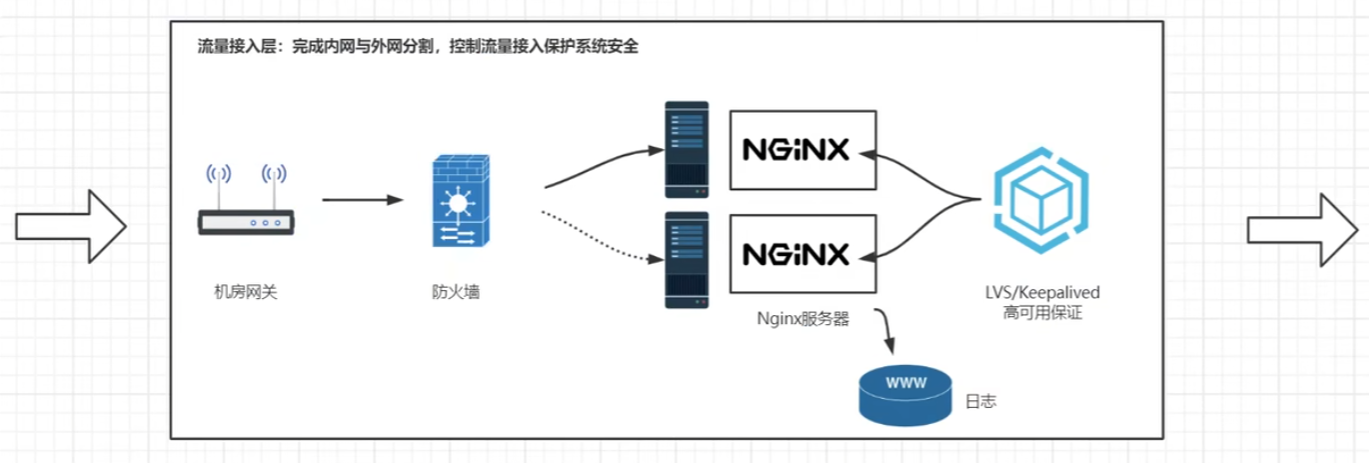 流量接入层：完成内网与外网分割，控制流量接入保护系统安全
NGiNX
NGiNX
机房网关
防火墙
LVS/Keepalived
高可用保证
Nginx服务器
WWW
日志